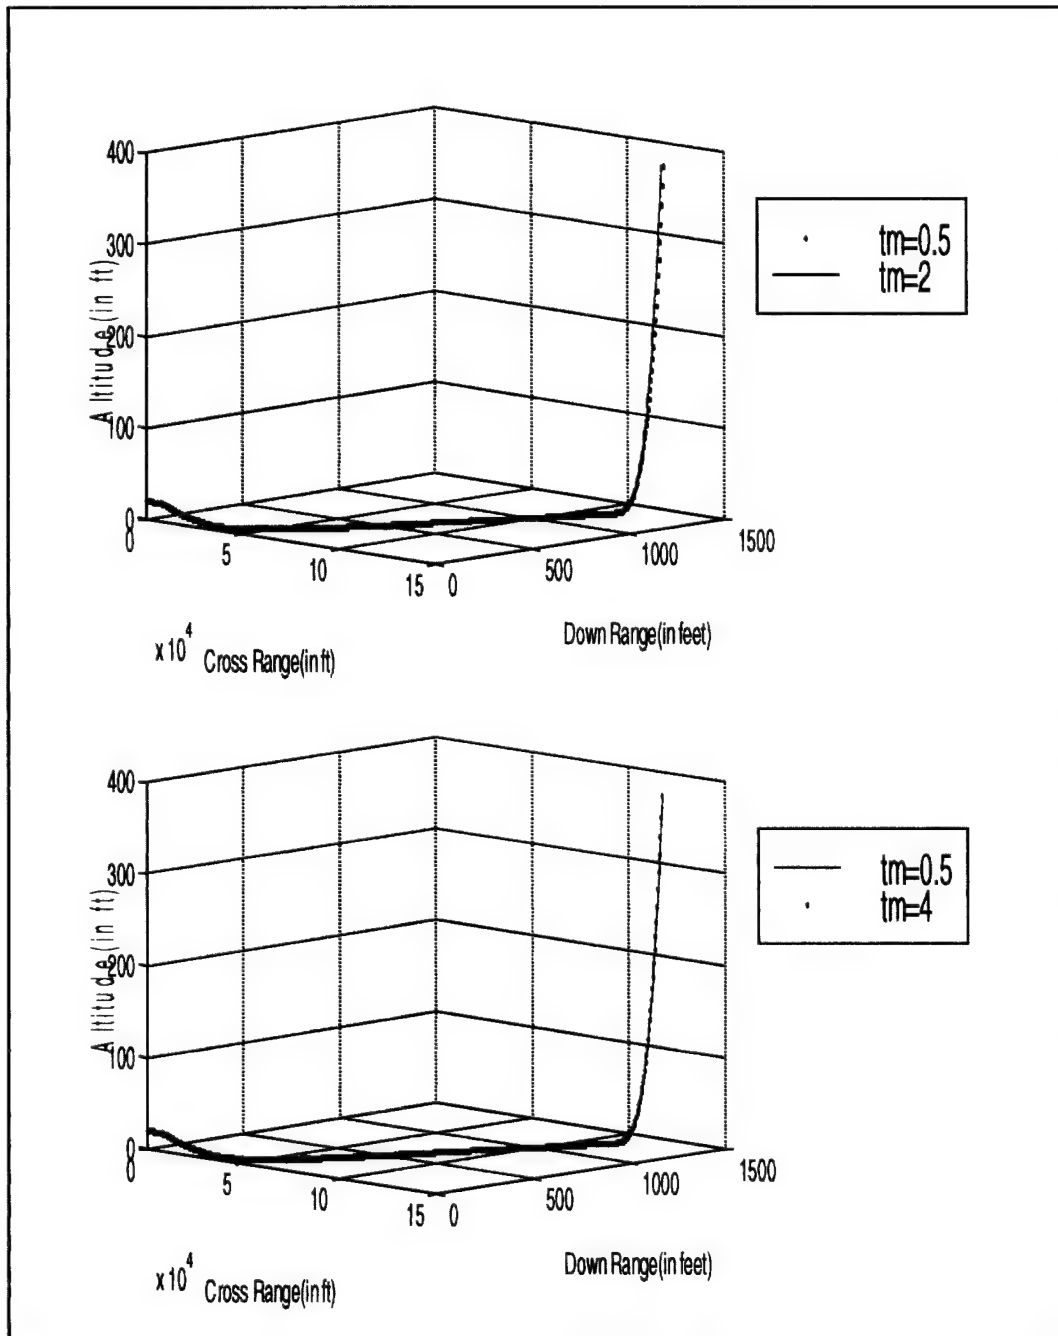 400
300
200
100
0
Altitude (in ft)
0
5
10
15
0
500
1000
1500
x 10^4
Cross Range(in ft)
Down Range(in feet)
tm=0.5
tm=2
400
300
200
100
0
Altitude (in ft)
0
5
10
15
0
500
1000
1500
x 10^4
Cross Range(in ft)
Down Range(in feet)
tm=0.5
tm=4